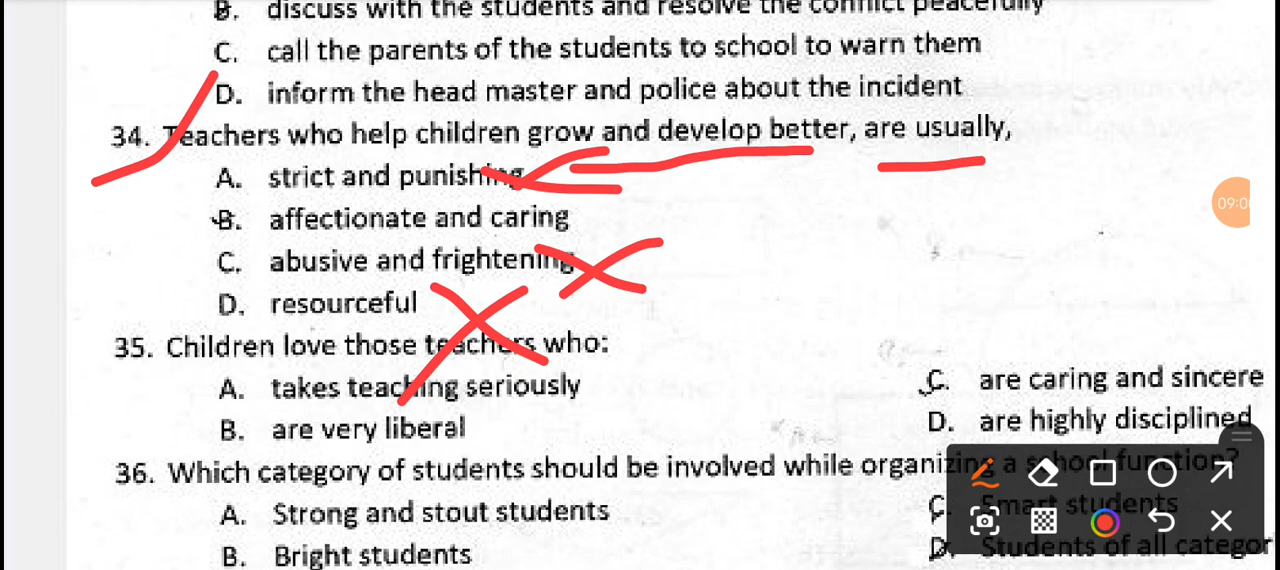 B. discuss with the students and resolve the conflict peacefully
C. call the parents of the students to school to warn them
D. inform the head master and police about the incident
34. Teachers who help children grow and develop better, are usually,
A. strict and punishing
B. affectionate and caring
C. abusive and frightening
D. resourceful
35. Children love those teachers who:
A. takes teaching seriously
B. are very liberal
C. are caring and sincere
D. are highly disciplined
36. Which category of students should be involved while organizing a school function?
A. Strong and stout students
B. Bright students
C. Smart students
D. Students of all categor
09:0